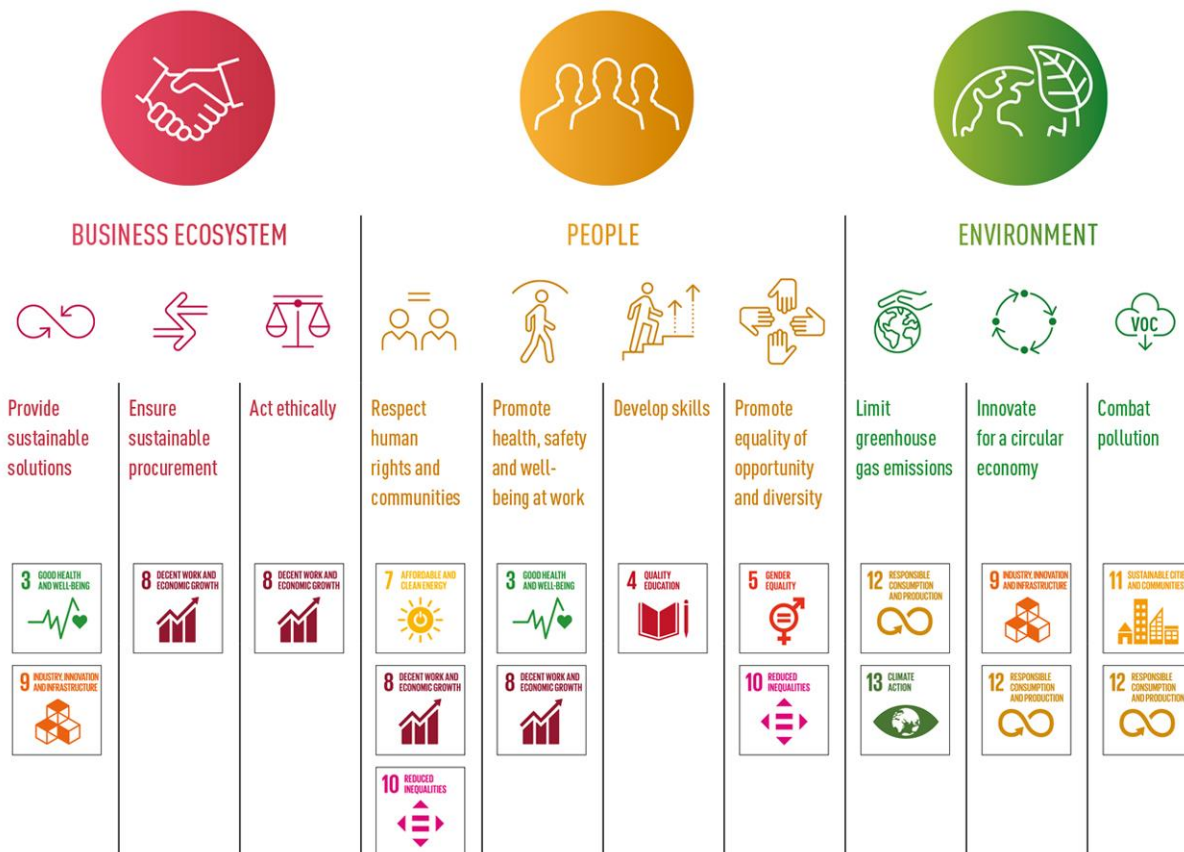 BUSINESS ECOSYSTEM
PEOPLE
ENVIRONMENT
VOC
Provide
sustainable
solutions
Ensure
sustainable
procurement
Act ethically
Respect
human
rights and
communities
Promote
health, safety
and well-
being at work
Develop skills
Promote
equality of
opportunity
and diversity
Limit
greenhouse
gas emissions
Innovate
for a circular
economy
Combat
pollution
3 GOOD HEALTH
AND WELL-BEING
8 DECENT WORK AND
ECONOMIC GROWTH
8 DECENT WORK AND
ECONOMIC GROWTH
7 AFFORDABLE AND
CLEAN ENERGY
3 GOOD HEALTH
AND WELL-BEING
4 QUALITY
EDUCATION
5 GENDER
EQUALITY
12 RESPONSIBLE
CONSUMPTION
AND PRODUCTION
9 INDUSTRY, INNOVATION
AND INFRASTRUCTURE
11 SUSTAINABLE CITIES
AND COMMUNITIES
9 INDUSTRY, INNOVATION
AND INFRASTRUCTURE
8 DECENT WORK AND
ECONOMIC GROWTH
8 DECENT WORK AND
ECONOMIC GROWTH
10 REDUCED
INEQUALITIES
13 CLIMATE
ACTION
12 RESPONSIBLE
CONSUMPTION
AND PRODUCTION
12 RESPONSIBLE
CONSUMPTION
AND PRODUCTION
10 REDUCED
INEQUALITIES